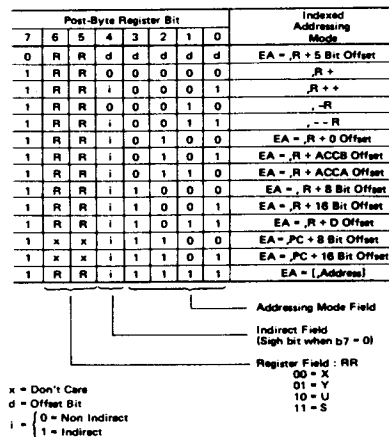 Post-Byte Register Bit Indexed Addressing Mode
7 6 5 4 3 2 1 0
0 R R d d d d d EA = ,R + 5 Bit Offset
1 R R 0 0 0 0 0 ,R +
1 R R i 0 0 0 1 ,R + +
1 R R 0 0 0 1 0 , -R
1 R R i 0 0 1 1 , - - R
1 R R i 0 1 0 0 EA = ,R + 0 Offset
1 R R i 0 1 0 1 EA = ,R + ACCB Offset
1 R R i 0 1 1 0 EA = ,R + ACCA Offset
1 R R i 1 0 0 0 EA = ,R + 8 Bit Offset
1 R R i 1 0 0 1 EA = ,R + 16 Bit Offset
1 R R i 1 0 1 1 EA = ,R + D Offset
1 x x i 1 1 0 0 EA = ,PC + 8 Bit Offset
1 x x i 1 1 0 1 EA = ,PC + 16 Bit Offset
1 R R i 1 1 1 1 EA = [,Address]
Addressing Mode Field
Indirect Field
(Sigh bit when b7 = 0)
Register Field : RR
00 = X
01 = Y
10 = U
11 = S
x = Don't Care
d = Offset Bit
i = { 0 = Non Indirect
1 = Indirect